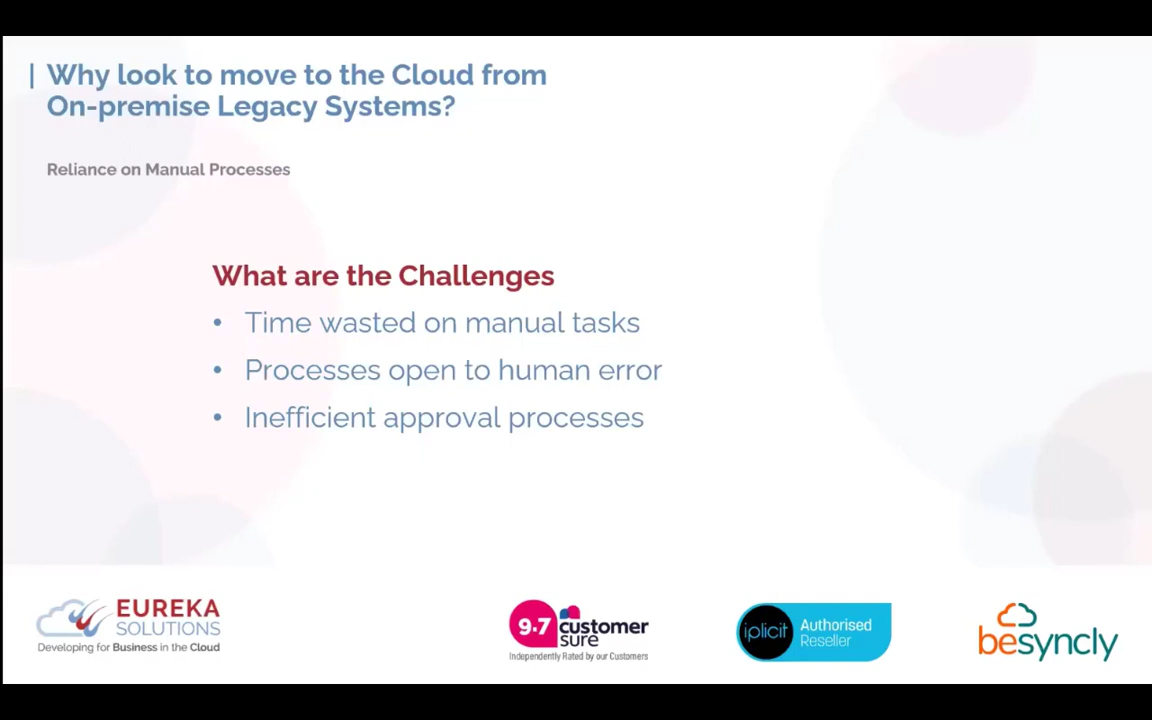 | Why look to move to the Cloud from
On-premise Legacy Systems?
Reliance on Manual Processes
What are the Challenges
• Time wasted on manual tasks
• Processes open to human error
• Inefficient approval processes
EUREKA
SOLUTIONS
Developing for Business in the Cloud
9.7 customer
sure
Independently Rated by our Customers
iplicit
Authorised
Reseller
besyncly